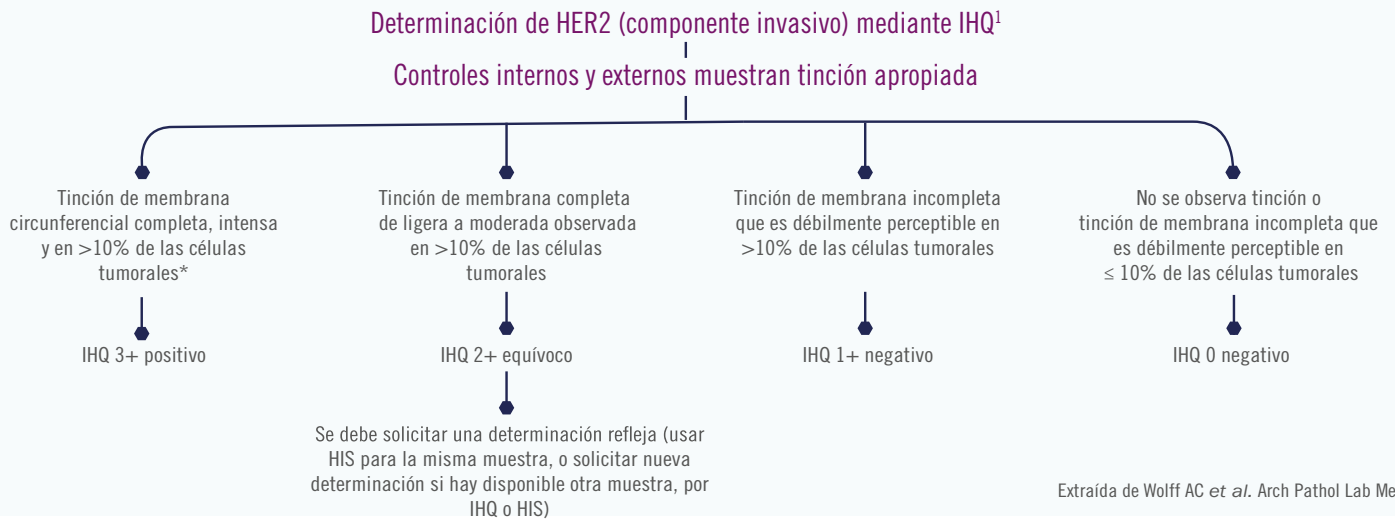 Determinación de HER2 (componente invasivo) mediante IHQ¹
Controles internos y externos muestran tinción apropiada
Tinción de membrana
circunferencial completa, intensa
y en >10% de las células
tumorales*
IHQ 3+ positivo
Tinción de membrana completa
de ligera a moderada observada
en >10% de las células
tumorales
IHQ 2+ equívoco
Se debe solicitar una determinación refleja (usar
HIS para la misma muestra, o solicitar nueva
determinación si hay disponible otra muestra, por
IHQ o HIS)
Tinción de membrana incompleta
que es débilmente perceptible en
>10% de las células tumorales
IHQ 1+ negativo
No se observa tinción o
tinción de membrana incompleta que
es débilmente perceptible en
≤ 10% de las células tumorales
IHQ 0 negativo
Extraída de Wolff AC et al. Arch Pathol Lab Me